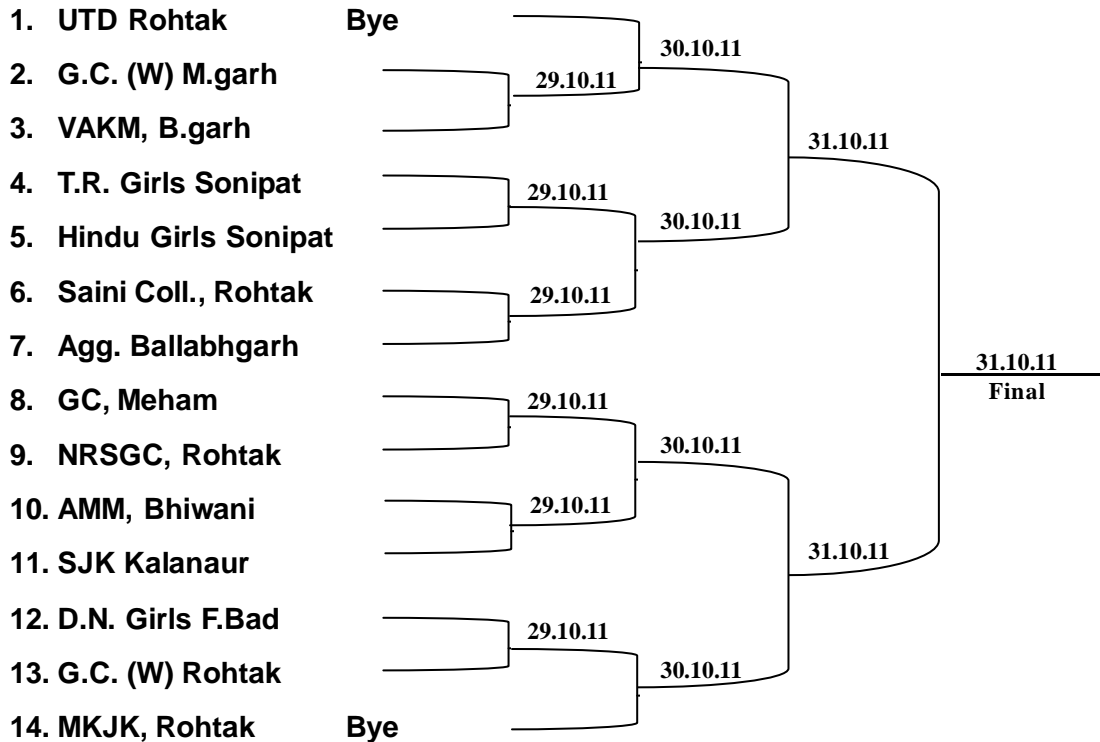 1. UTD Rohtak Bye
30.10.11
2. G.C. (W) M.garh
29.10.11
3. VAKM, B.garh
31.10.11
4. T.R. Girls Sonipat
29.10.11
5. Hindu Girls Sonipat
30.10.11
6. Saini Coll., Rohtak
29.10.11
7. Agg. Ballabhgarh
31.10.11
Final
8. GC, Meham
29.10.11
9. NRSGC, Rohtak
30.10.11
10. AMM, Bhiwani
29.10.11
11. SJK Kalanaur
31.10.11
12. D.N. Girls F.Bad
29.10.11
13. G.C. (W) Rohtak
30.10.11
14. MKJK, Rohtak Bye